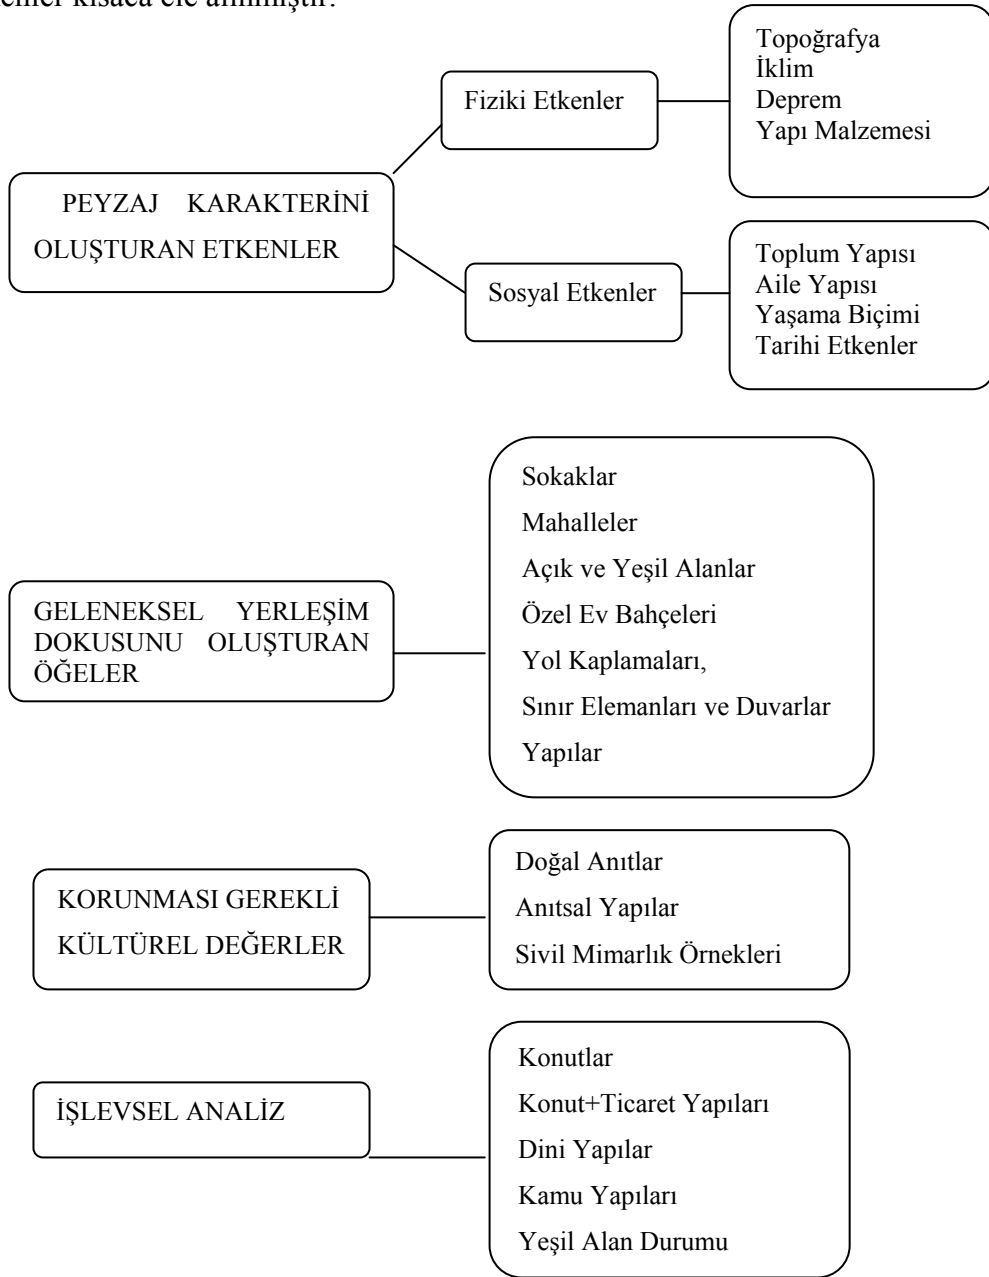 kısaca ele alınmıştır.
PEYZAJ KARAKTERİNİ
OLUŞTURAN ETKENLER
Fiziki Etkenler
Topoğrafya
İklim
Deprem
Yapı Malzemesi
Sosyal Etkenler
Toplum Yapısı
Aile Yapısı
Yaşama Biçimi
Tarihi Etkenler
GELENEKSEL YERLEŞİM
DOKUSUNU OLUŞTURAN
ÖĞELER
Sokaklar
Mahalleler
Açık ve Yeşil Alanlar
Özel Ev Bahçeleri
Yol Kaplamaları,
Sınır Elemanları ve Duvarlar
Yapılar
KORUNMASI GEREKLİ
KÜLTÜREL DEĞERLER
Doğal Anıtlar
Anıtsal Yapılar
Sivil Mimarlık Örnekleri
İŞLEVSEL ANALİZ
Konutlar
Konut+Ticaret Yapıları
Dini Yapılar
Kamu Yapıları
Yeşil Alan Durumu